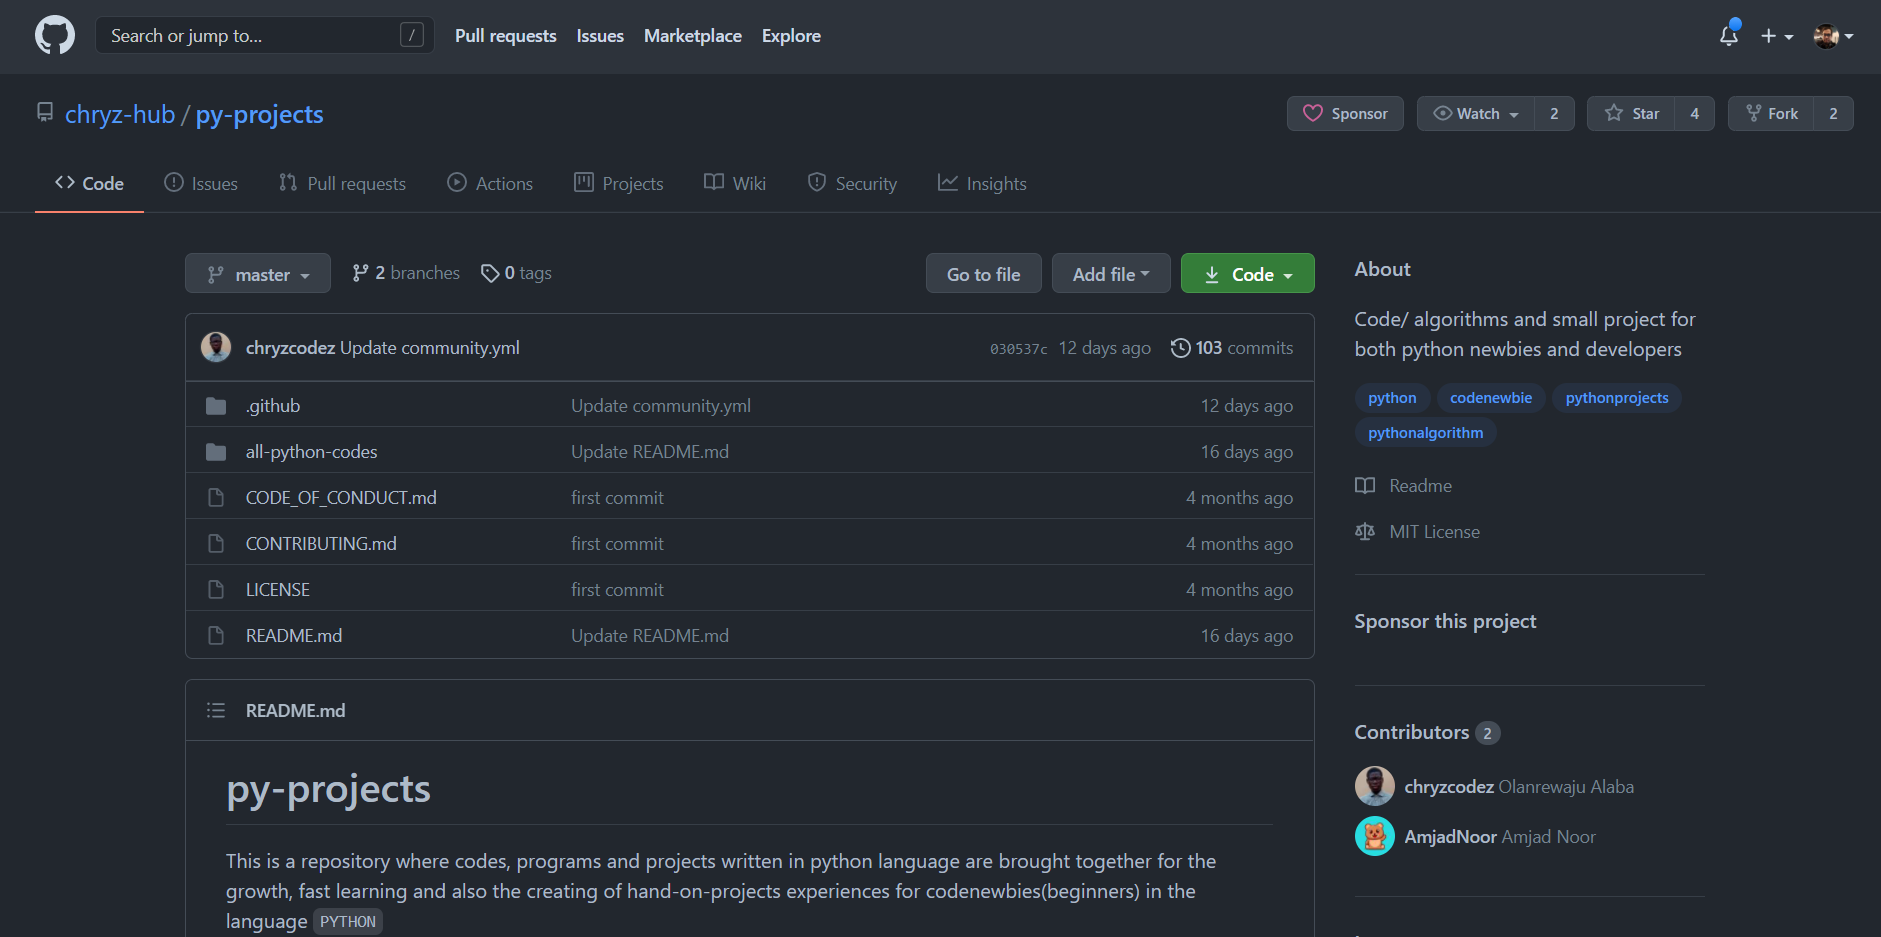 Search or jump to... / Pull requests Issues Marketplace Explore
chryz-hub / py-projects Sponsor Watch 2 Star 4 Fork 2
Code Issues Pull requests Actions Projects Wiki Security Insights
master 2 branches 0 tags Go to file Add file Code
chryzcodez Update community.yml 030537c 12 days ago 103 commits
.github Update community.yml 12 days ago
all-python-codes Update README.md 16 days ago
CODE_OF_CONDUCT.md first commit 4 months ago
CONTRIBUTING.md first commit 4 months ago
LICENSE first commit 4 months ago
README.md Update README.md 16 days ago
README.md
py-projects
This is a repository where codes, programs and projects written in python language are brought together for the
growth, fast learning and also the creating of hand-on-projects experiences for codenewbies(beginners) in the
language PYTHON
About
Code/ algorithms and small project for
both python newbies and developers
python codenewbie pythonprojects
pythonalgorithm
Readme
MIT License
Sponsor this project
Contributors 2
chryzcodez Olanrewaju Alaba
AmjadNoor Amjad Noor